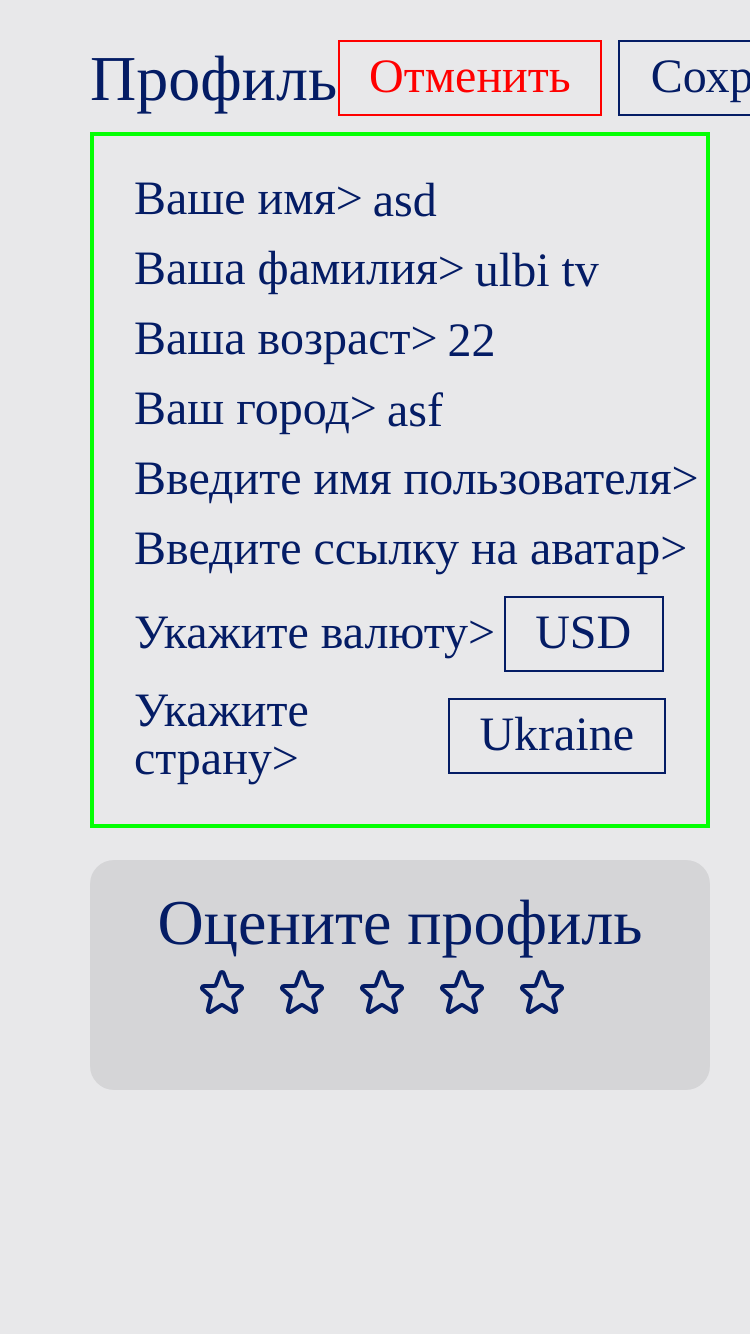 Профиль Отменить Сохр
Ваше имя> asd
Ваша фамилия> ulbi tv
Ваша возраст> 22
Ваш город> asf
Введите имя пользователя>
Введите ссылку на аватар>
Укажите валюту> USD
Укажите
страну> Ukraine
Оцените профиль